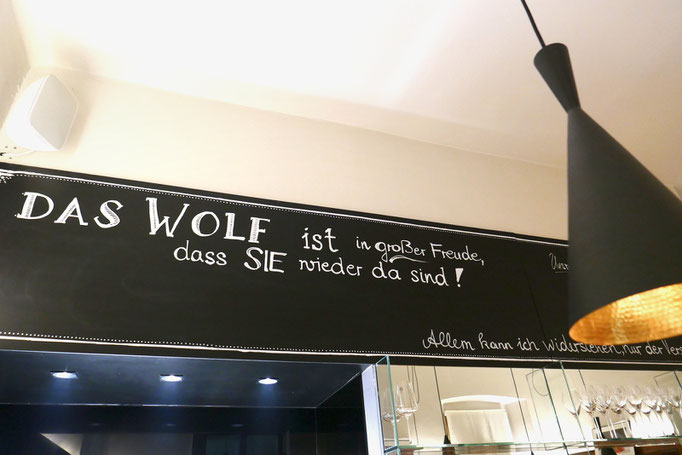 DAS WOLF ist in großer Freude,
dass SIE wieder da sind!
Allem kann ich widerstehen, nur der